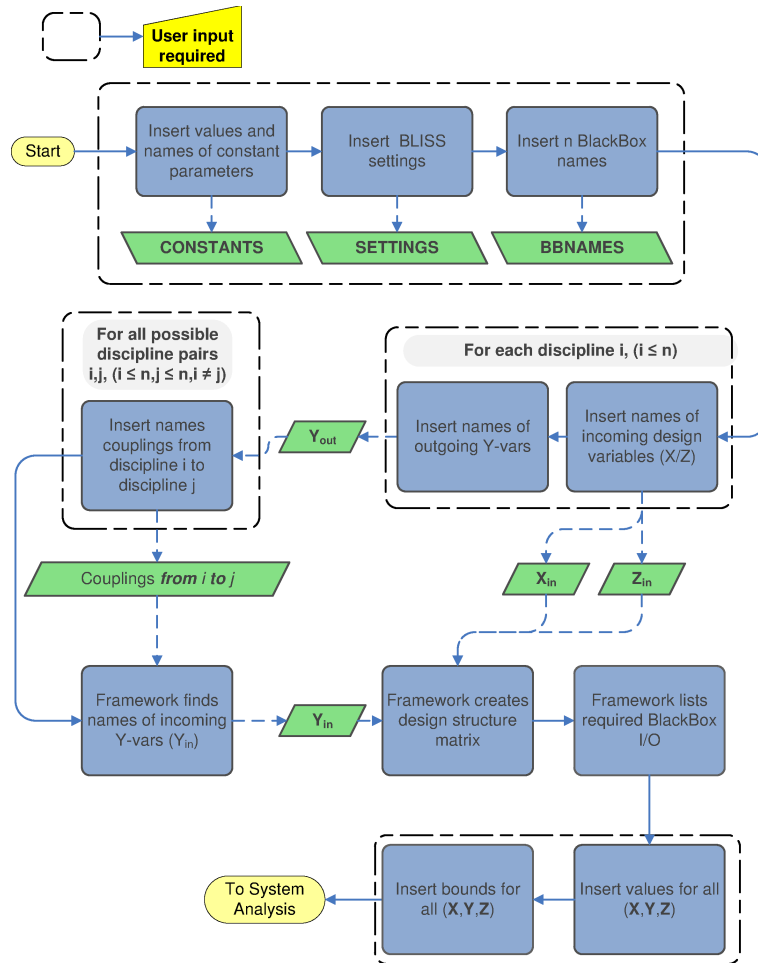 User input
required
Start
Insert values and
names of constant
parameters
Insert BLISS
settings
Insert n BlackBox
names
CONSTANTS
SETTINGS
BBNAMES
For all possible
discipline pairs
i,j, (i ≤ n,j ≤ n,i ≠ j)
Insert names
couplings from
discipline i to
discipline j
Yout
For each discipline i, (i ≤ n)
Insert names of
outgoing Y-vars
Insert names of
incoming design
variables (X/Z)
Couplings from i to j
Xin
Zin
Framework finds
names of incoming
Y-vars (Yin)
Yin
Framework creates
design structure
matrix
Framework lists
required BlackBox
I/O
To System
Analysis
Insert bounds for
all (X,Y,Z)
Insert values for all
(X,Y,Z)